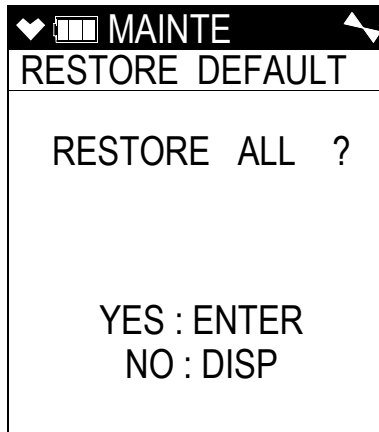 MAINTE
RESTORE DEFAULT
RESTORE ALL ?
YES : ENTER
NO : DISP